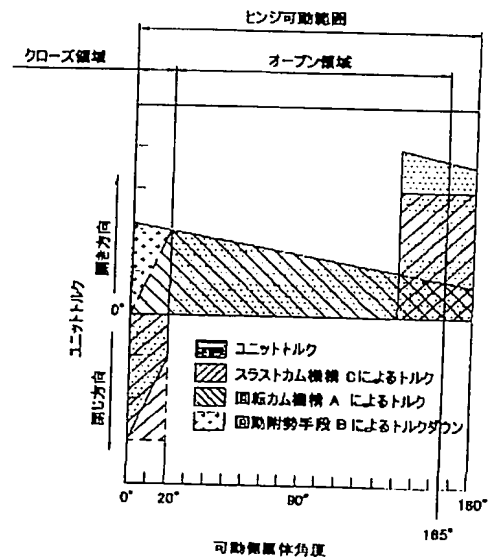 ヒンジ可動範囲
クローズ領域
オープン領域
開き方向
0°
閉じ方向
ユニットトルク
ユニットトルク
スラストカム機構 Cによるトルク
回転カム機構 A によるトルク
回動附勢手段 Bによるトルクダウン
0°
20°
90°
180°
165°
可動側筐体角度